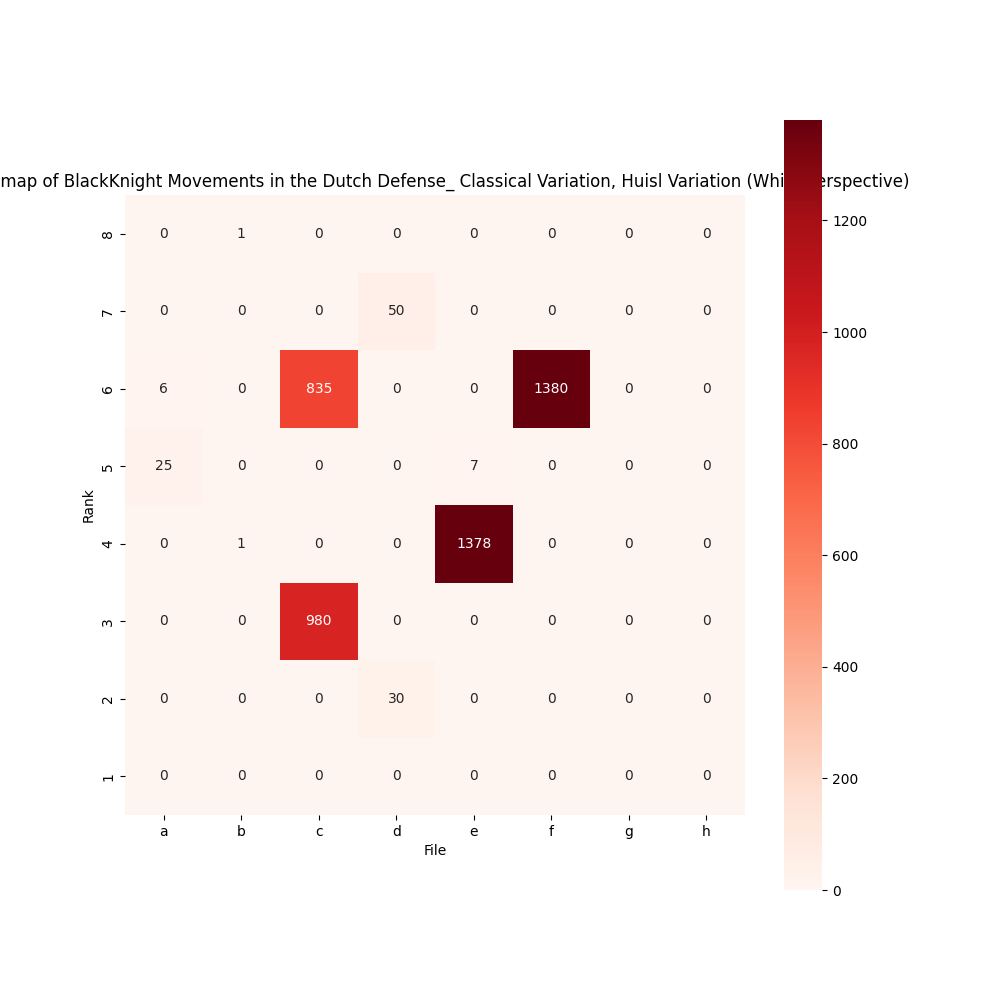 map of BlackKnight Movements in the Dutch Defense_ Classical Variation, Huisl Variation (Whi erspective)
8 0 1 0 0 0 0 0 0
7 0 0 0 50 0 0 0 0
6 6 0 835 0 0 1380 0 0
5 25 0 0 0 7 0 0 0
4 0 1 0 0 1378 0 0 0
3 0 0 980 0 0 0 0 0
2 0 0 0 30 0 0 0 0
1 0 0 0 0 0 0 0 0
a b c d e f g h
File
Rank
1200
1000
800
600
400
200
0